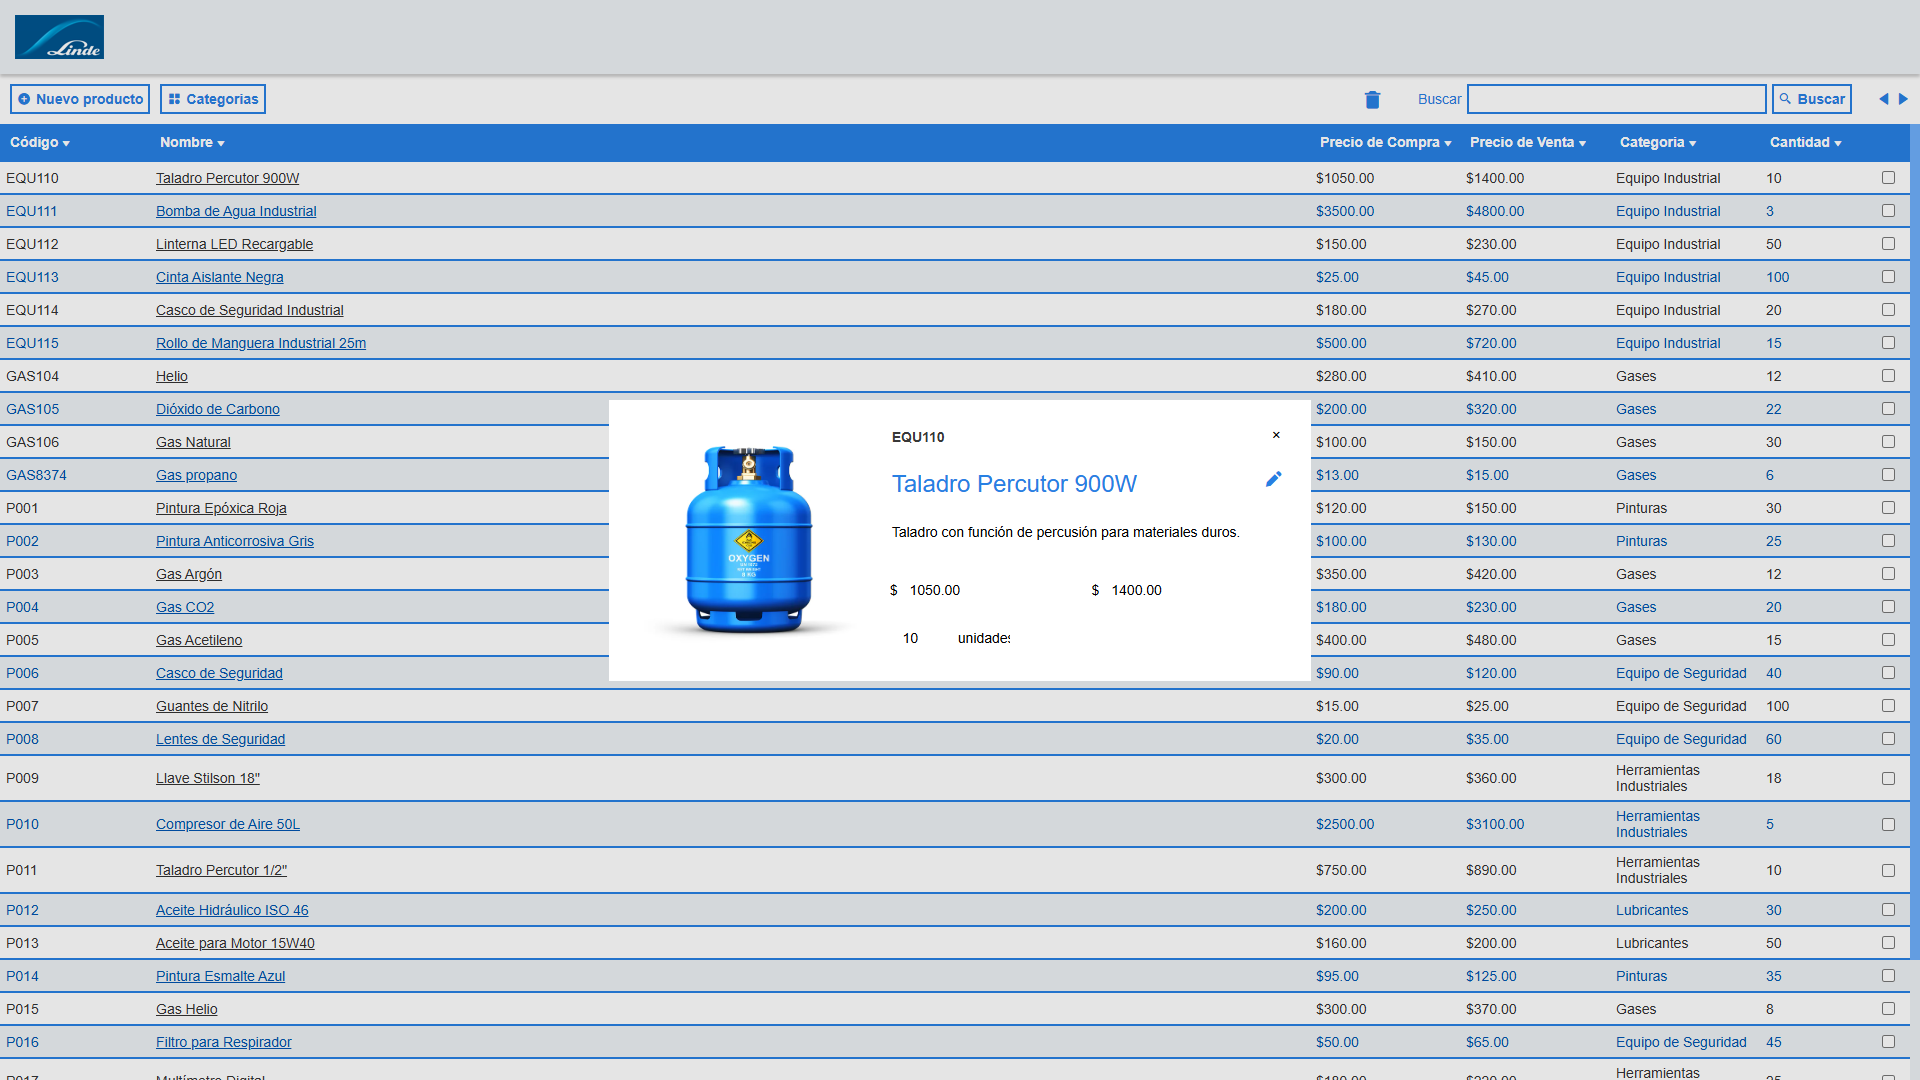 Linde
Nuevo producto Categorias Buscar Buscar
Código Nombre Precio de Compra Precio de Venta Categoria Cantidad
EQU110 Taladro Percutor 900W $1050.00 $1400.00 Equipo Industrial 10
EQU111 Bomba de Agua Industrial $3500.00 $4800.00 Equipo Industrial 3
EQU112 Linterna LED Recargable $150.00 $230.00 Equipo Industrial 50
EQU113 Cinta Aislante Negra $25.00 $45.00 Equipo Industrial 100
EQU114 Casco de Seguridad Industrial $180.00 $270.00 Equipo Industrial 20
EQU115 Rollo de Manguera Industrial 25m $500.00 $720.00 Equipo Industrial 15
GAS104 Helio $280.00 $410.00 Gases 12
GAS105 Dióxido de Carbono $200.00 $320.00 Gases 22
GAS106 Gas Natural $100.00 $150.00 Gases 30
GAS8374 Gas propano $13.00 $15.00 Gases 6
P001 Pintura Epóxica Roja $120.00 $150.00 Pinturas 30
P002 Pintura Anticorrosiva Gris $100.00 $130.00 Pinturas 25
P003 Gas Argón $350.00 $420.00 Gases 12
P004 Gas CO2 $180.00 $230.00 Gases 20
P005 Gas Acetileno $400.00 $480.00 Gases 15
P006 Casco de Seguridad $90.00 $120.00 Equipo de Seguridad 40
P007 Guantes de Nitrilo $15.00 $25.00 Equipo de Seguridad 100
P008 Lentes de Seguridad $20.00 $35.00 Equipo de Seguridad 60
P009 Llave Stilson 18" $300.00 $360.00 Herramientas Industriales 18
P010 Compresor de Aire 50L $2500.00 $3100.00 Herramientas Industriales 5
P011 Taladro Percutor 1/2" $750.00 $890.00 Herramientas Industriales 10
P012 Aceite Hidráulico ISO 46 $200.00 $250.00 Lubricantes 30
P013 Aceite para Motor 15W40 $160.00 $200.00 Lubricantes 50
P014 Pintura Esmalte Azul $95.00 $125.00 Pinturas 35
P015 Gas Helio $300.00 $370.00 Gases 8
P016 Filtro para Respirador $50.00 $65.00 Equipo de Seguridad 45
P017 Multímetro Digital Herramientas
EQU110 ×
Taladro Percutor 900W
Taladro con función de percusión para materiales duros.
$ 1050.00 $ 1400.00
10 unidades
OXYGEN